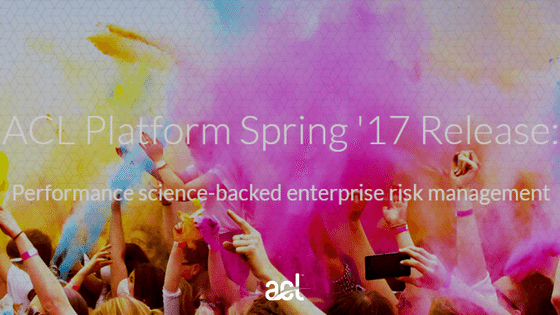 ACL Platform Spring '17 Release.
Performance science-backed enterprise risk management
acl